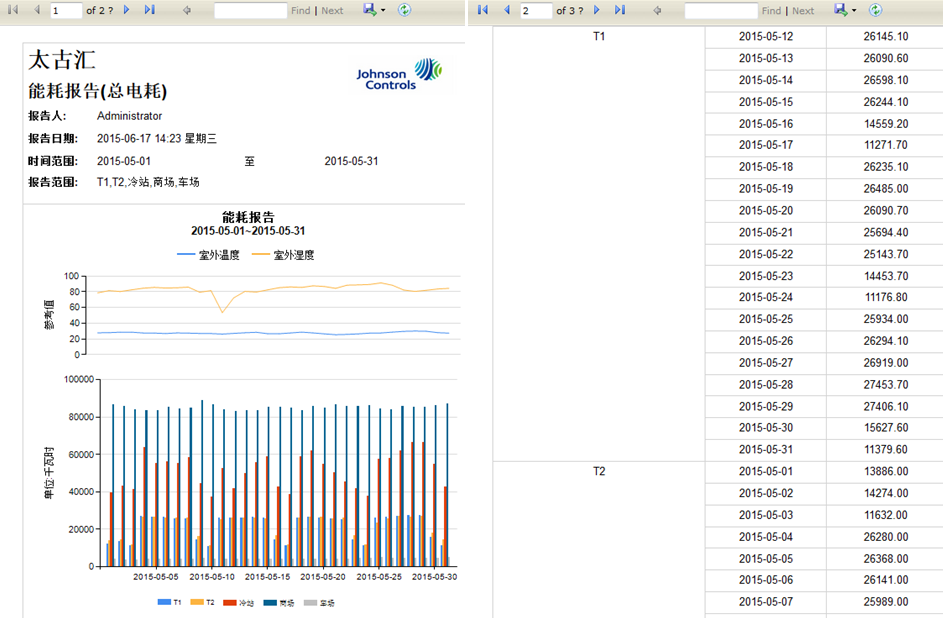 1 of 2 ? Find | Next
太古汇
能耗报告(总电耗)
Johnson Controls
报告人: Administrator
报告日期: 2015-06-17 14:23 星期三
时间范围: 2015-05-01 至 2015-05-31
报告范围: T1,T2,冷站,商场,车场
能耗报告
2015-05-01~2015-05-31
室外温度 室外湿度
参考值
100
80
60
40
20
0
单位:千瓦时
100000
80000
60000
40000
20000
0
2015-05-05 2015-05-10 2015-05-15 2015-05-20 2015-05-25 2015-05-30
T1 T2 冷站 商场 车场
2 of 3 ? Find | Next
T1 2015-05-12 26145.10
2015-05-13 26090.60
2015-05-14 26598.10
2015-05-15 26244.10
2015-05-16 14559.20
2015-05-17 11271.70
2015-05-18 26235.10
2015-05-19 26485.00
2015-05-20 26090.70
2015-05-21 25694.40
2015-05-22 25143.70
2015-05-23 14453.70
2015-05-24 11176.80
2015-05-25 25934.00
2015-05-26 26294.10
2015-05-27 26919.00
2015-05-28 27453.70
2015-05-29 27406.10
2015-05-30 15627.60
2015-05-31 11379.60
T2 2015-05-01 13886.00
2015-05-02 14274.00
2015-05-03 11632.00
2015-05-04 26280.00
2015-05-05 26368.00
2015-05-06 26141.00
2015-05-07 25989.00